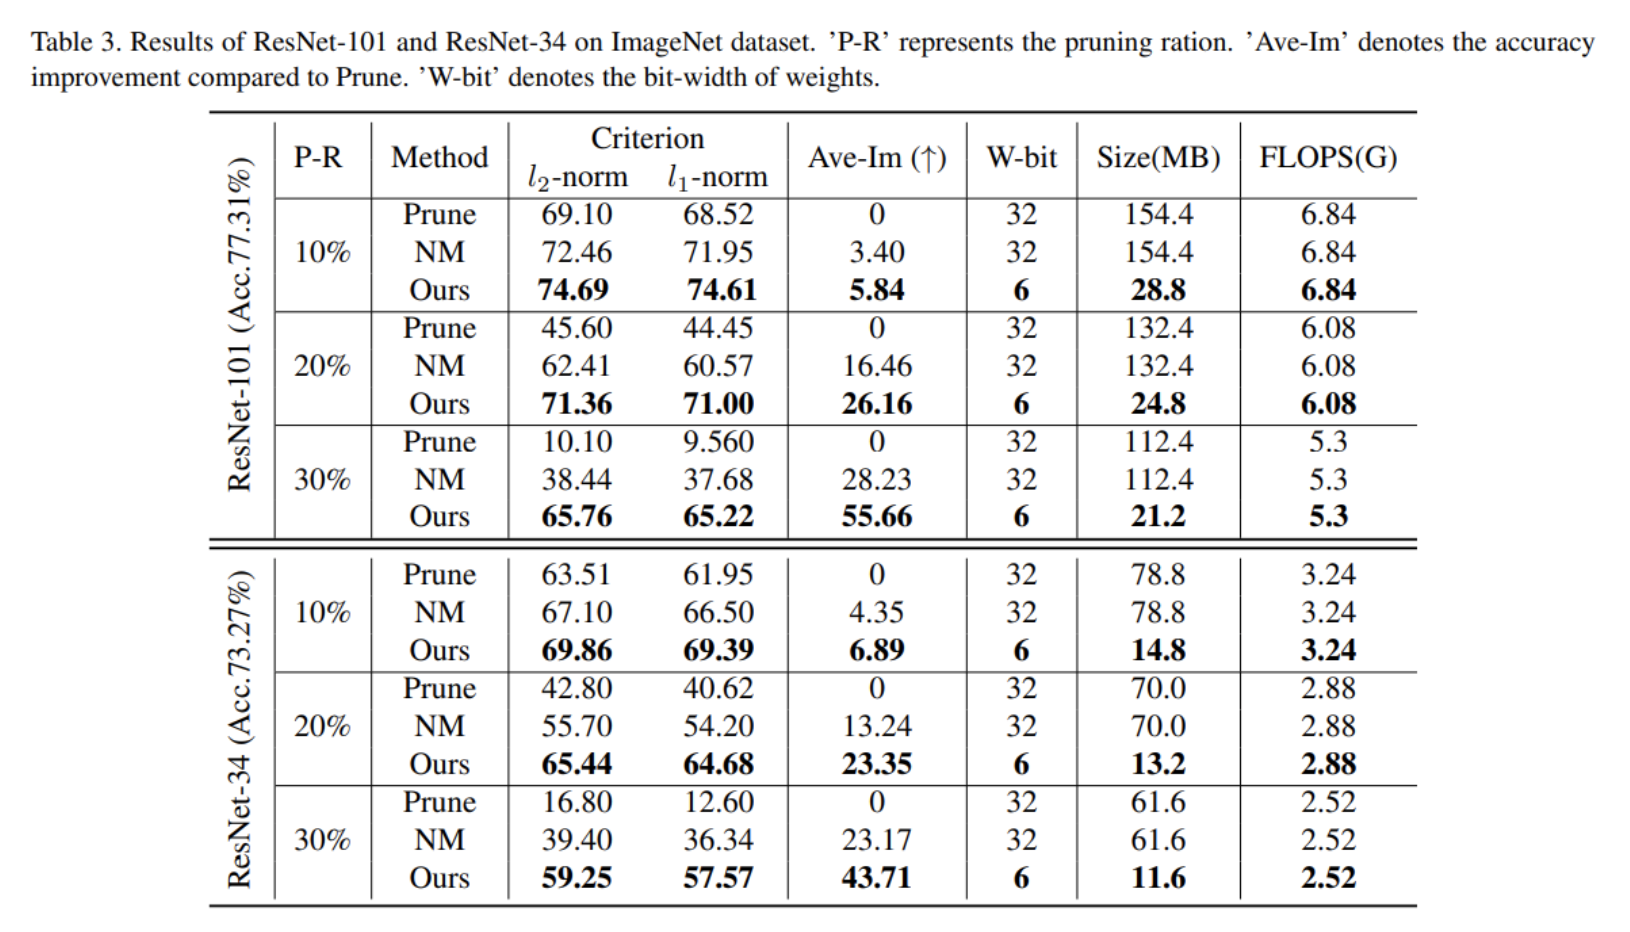 Table 3. Results of ResNet-101 and ResNet-34 on ImageNet dataset. ’P-R’ represents the pruning ration. ’Ave-Im’ denotes the accuracy
improvement compared to Prune. ’W-bit’ denotes the bit-width of weights.
P-R Method Criterion Ave-Im (↑) W-bit Size(MB) FLOPS(G)
l2-norm l1-norm
ResNet-101 (Acc.77.31%)
Prune 69.10 68.52 0 32 154.4 6.84
10% NM 72.46 71.95 3.40 32 154.4 6.84
Ours 74.69 74.61 5.84 6 28.8 6.84
Prune 45.60 44.45 0 32 132.4 6.08
20% NM 62.41 60.57 16.46 32 132.4 6.08
Ours 71.36 71.00 26.16 6 24.8 6.08
Prune 10.10 9.560 0 32 112.4 5.3
30% NM 38.44 37.68 28.23 32 112.4 5.3
Ours 65.76 65.22 55.66 6 21.2 5.3
ResNet-34 (Acc.73.27%)
Prune 63.51 61.95 0 32 78.8 3.24
10% NM 67.10 66.50 4.35 32 78.8 3.24
Ours 69.86 69.39 6.89 6 14.8 3.24
Prune 42.80 40.62 0 32 70.0 2.88
20% NM 55.70 54.20 13.24 32 70.0 2.88
Ours 65.44 64.68 23.35 6 13.2 2.88
Prune 16.80 12.60 0 32 61.6 2.52
30% NM 39.40 36.34 23.17 32 61.6 2.52
Ours 59.25 57.57 43.71 6 11.6 2.52